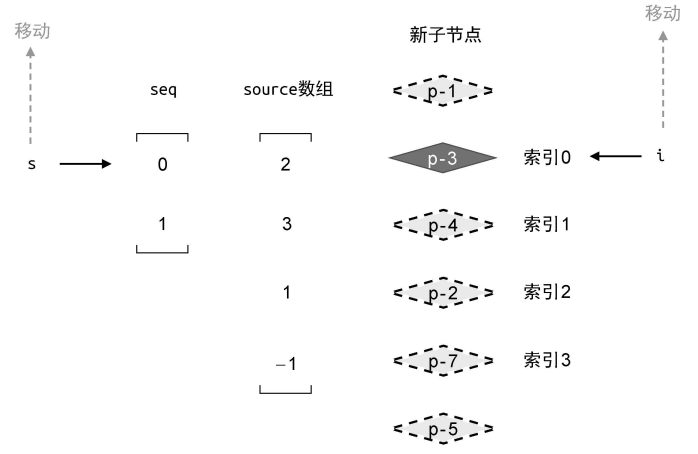 移动
移动
新子节点
seq source数组 p-1
s 0 2 p-3 索引0 i
1 3 p-4 索引1
1 p-2 索引2
−1 p-7 索引3
p-5